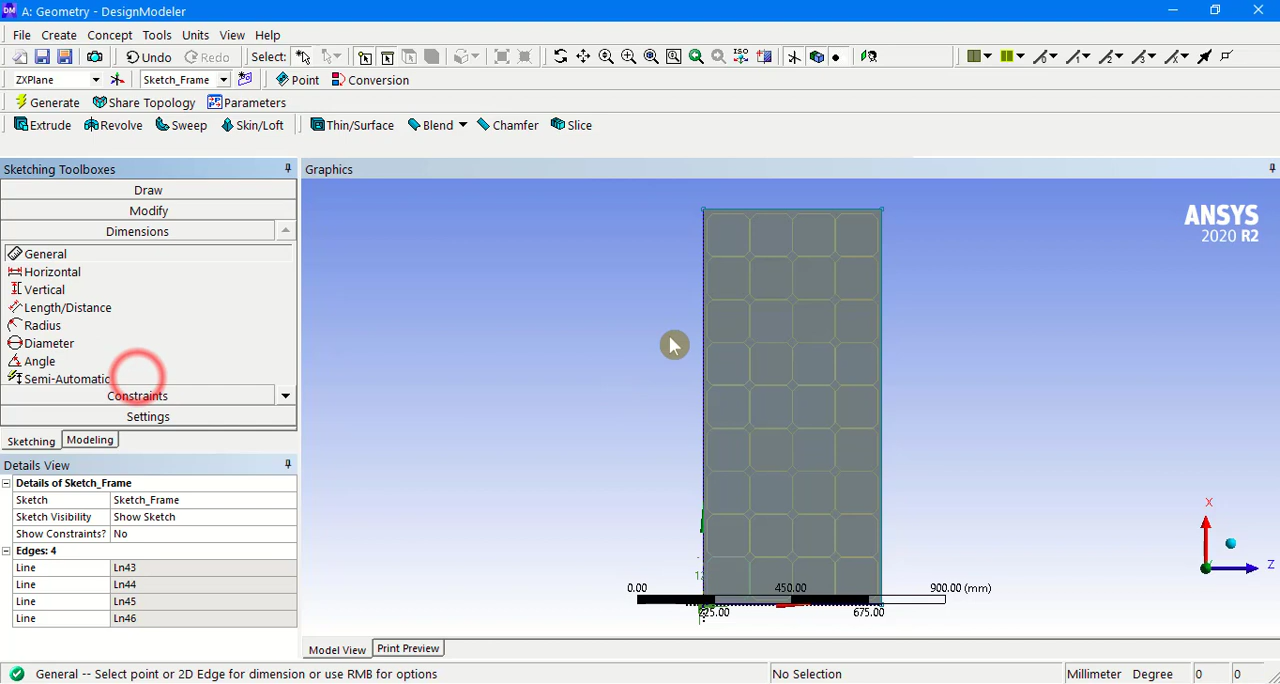 A: Geometry - DesignModeler
File Create Concept Tools Units View Help
Undo Redo Select: ISO
ZXPlane Sketch_Frame Point Conversion
Generate Share Topology Parameters
Extrude Revolve Sweep Skin/Loft Thin/Surface Blend Chamfer Slice
Sketching Toolboxes
Draw
Modify
Dimensions
General
Horizontal
Vertical
Length/Distance
Radius
Diameter
Angle
Semi-Automatic
Constraints
Settings
Sketching Modeling
Details View
Details of Sketch_Frame
Sketch Sketch_Frame
Sketch Visibility Show Sketch
Show Constraints? No
Edges: 4
Line Ln43
Line Ln44
Line Ln45
Line Ln46
Graphics
ANSYS
2020 R2
X
Z
0.00 450.00 900.00 (mm)
675.00
Model View Print Preview
General -- Select point or 2D Edge for dimension or use RMB for options No Selection Millimeter Degree 0 0